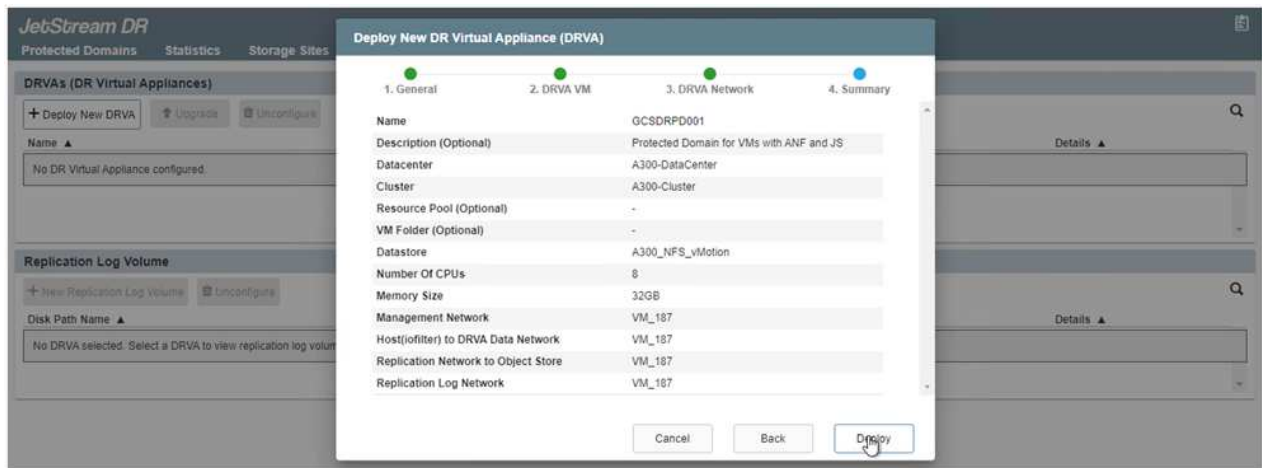 JetStream DR
Protected Domains Statistics Storage Sites
DRVAs (DR Virtual Appliances)
+ Deploy New DRVA Upgrade Unconfigure
Name ▲ Details ▲
No DR Virtual Appliance configured.
Replication Log Volume
+ New Replication Log Volume Unconfigure
Disk Path Name ▲ Details ▲
No DRVA selected. Select a DRVA to view replication log
Deploy New DR Virtual Appliance (DRVA)
1. General 2. DRVA VM 3. DRVA Network 4. Summary
Name GCSDRPD001
Description (Optional) Protected Domain for VMs with ANF and JS
Datacenter A300-DataCenter
Cluster A300-Cluster
Resource Pool (Optional) -
VM Folder (Optional) -
Datastore A300_NFS_vMotion
Number Of CPUs 8
Memory Size 32GB
Management Network VM_187
Host(iofilter) to DRVA Data Network VM_187
Replication Network to Object Store VM_187
Replication Log Network VM_187
Cancel Back Deploy